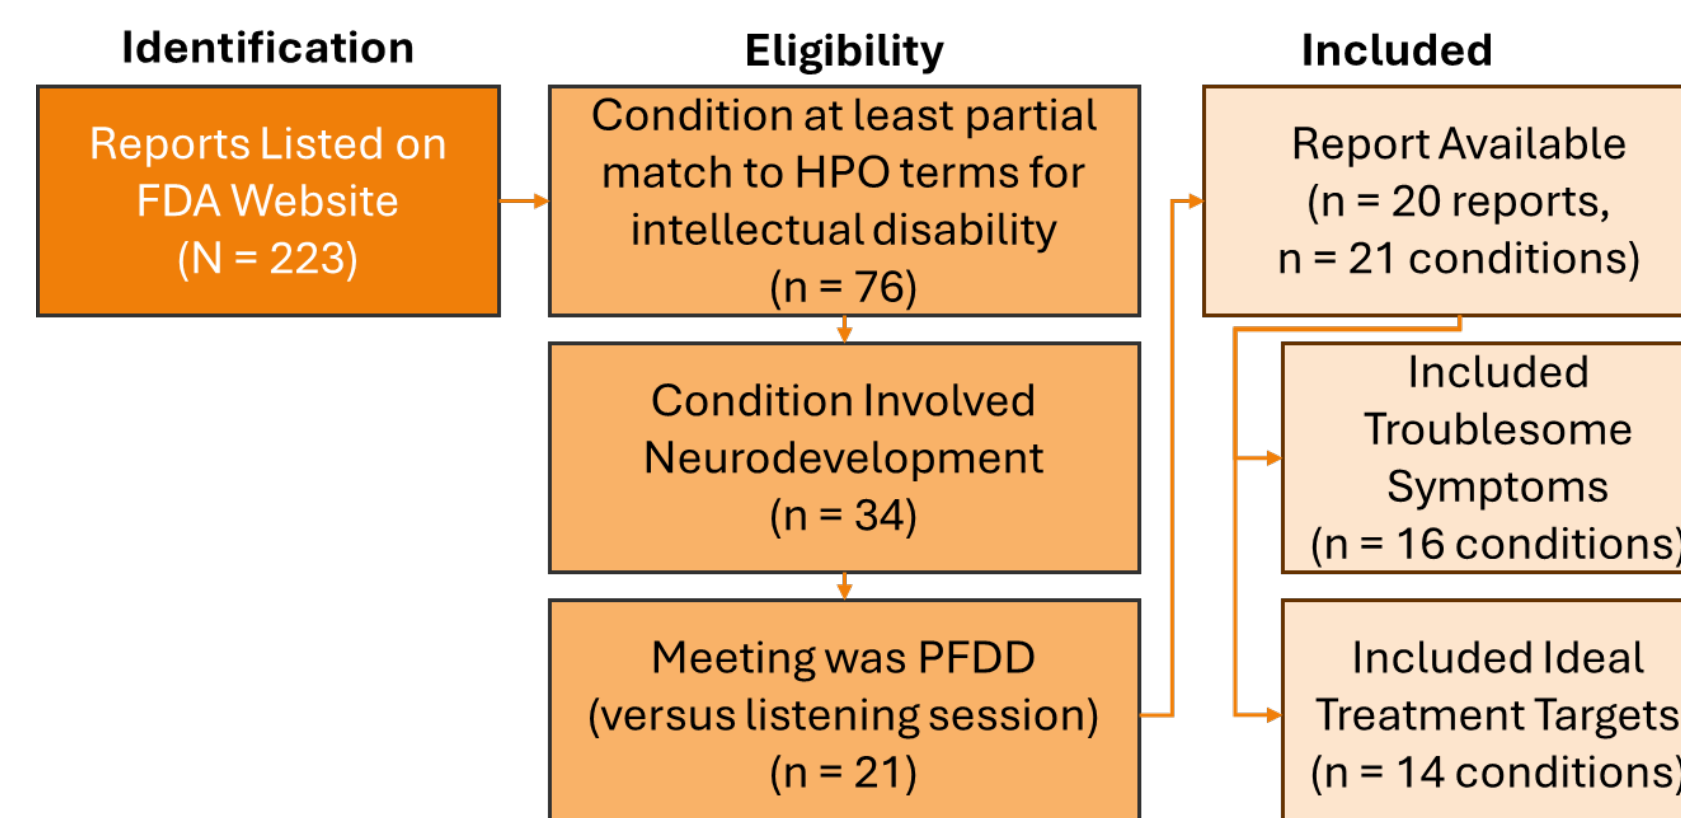 Identification
Reports Listed on
FDA Website
(N = 223)
Eligibility
Condition at least partial
match to HPO terms for
intellectual disability
(n = 76)
Condition Involved
Neurodevelopment
(n = 34)
Meeting was PFDD
(versus listening session)
(n = 21)
Included
Report Available
(n = 20 reports,
n = 21 conditions)
Included
Troublesome
Symptoms
(n = 16 conditions)
Included Ideal
Treatment Targets
(n = 14 conditions)